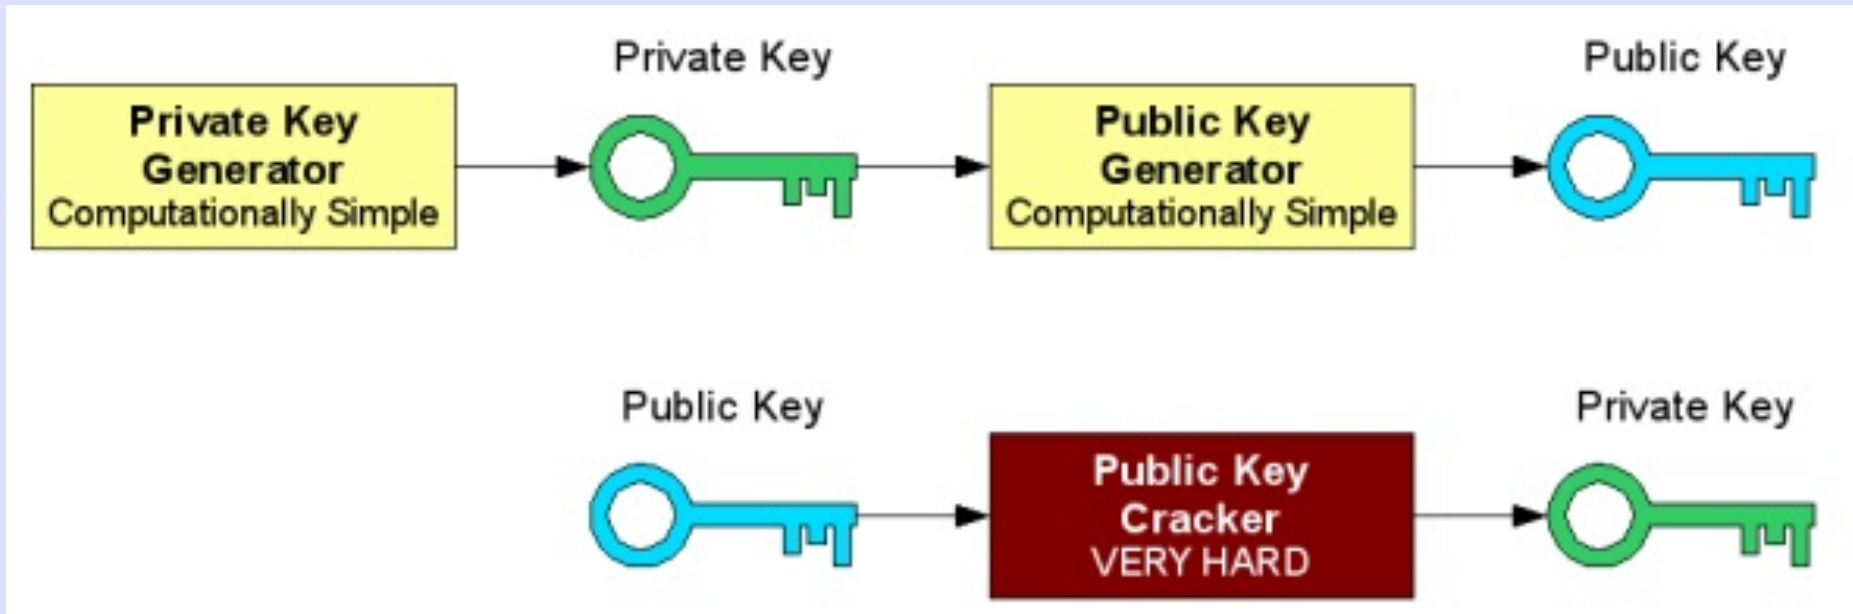 Private Key
Public Key
Private Key
Generator
Computationally Simple
Public Key
Generator
Computationally Simple
Public Key
Private Key
Public Key
Cracker
VERY HARD